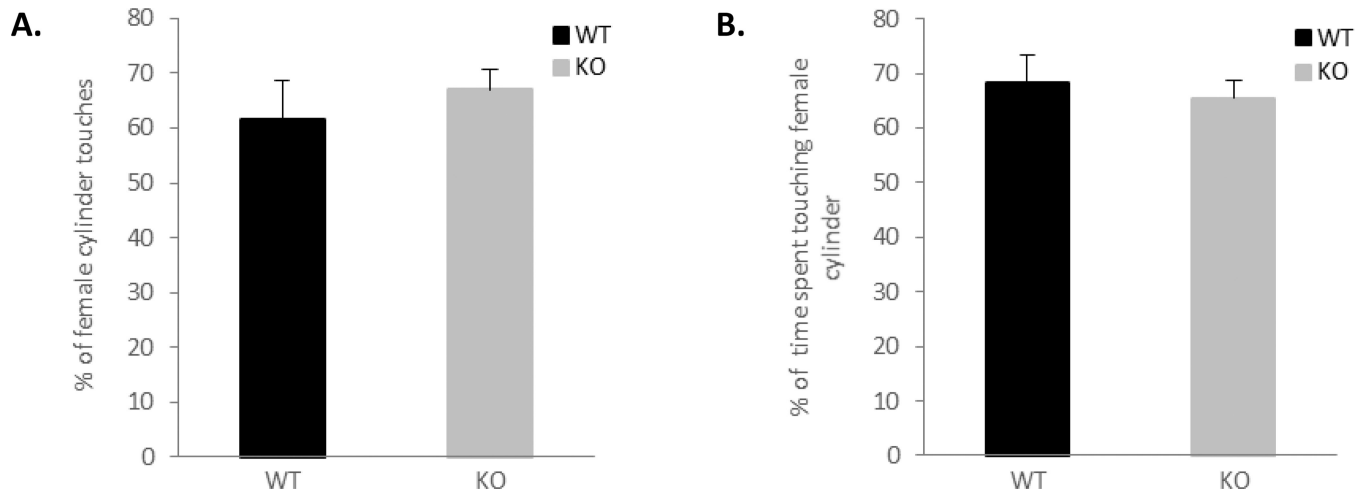 A.
% of female cylinder touches
80
70
60
50
40
30
20
10
0
WT
KO
WT
KO
B.
% of time spent touching female
cylinder
80
70
60
50
40
30
20
10
0
WT
KO
WT
KO